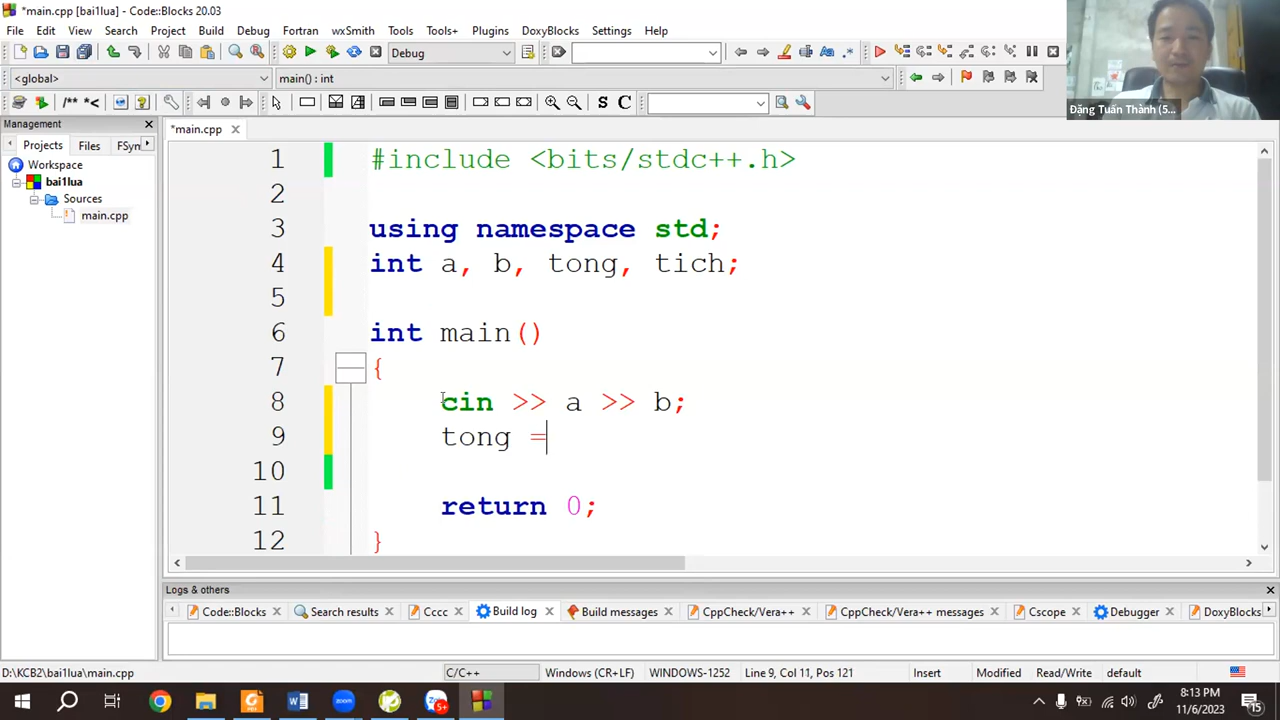 *main.cpp [bai1lua] - Code::Blocks 20.03
File Edit View Search Project Build Debug Fortran wxSmith Tools Tools+ Plugins DoxyBlocks Settings Help
Debug
<global> main() : int
/** *< S C
Đặng Tuấn Thành (5...
Management
Projects Files FSym
*main.cpp
Workspace
bai1lua
Sources
main.cpp
1 #include <bits/stdc++.h>
2
3 using namespace std;
4 int a, b, tong, tich;
5
6 int main()
7 {
8 cin >> a >> b;
9 tong =
10
11 return 0;
12 }
Logs & others
Code::Blocks Search results Cccc Build log Build messages CppCheck/Vera++ CppCheck/Vera++ messages Cscope Debugger DoxyBlocks
D:\KCB2\bai1lua\main.cpp C/C++ Windows (CR+LF) WINDOWS-1252 Line 9, Col 11, Pos 121 Insert Modified Read/Write default
zoom 5+ 8:13 PM
11/6/2023 15